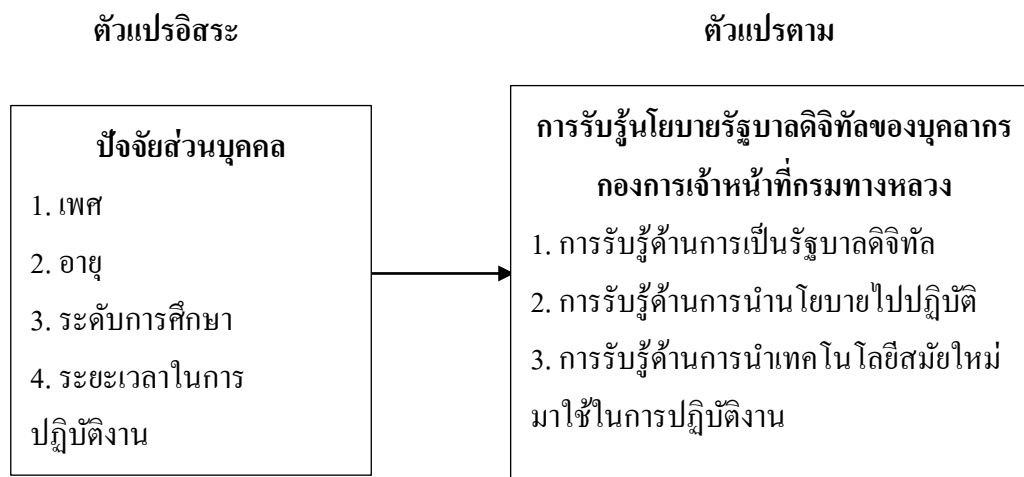 ตัวแปรอิสระ
ตัวแปรตาม
ปัจจัยส่วนบุคคล
1. เพศ
2. อายุ
3. ระดับการศึกษา
4. ระยะเวลาในการ
ปฏิบัติงาน
การรับรู้นโยบายรัฐบาลดิจิทัลของบุคลากร
กองการเจ้าหน้าที่กรมทางหลวง
1. การรับรู้ด้านการเป็นรัฐบาลดิจิทัล
2. การรับรู้ด้านการนำนโยบายไปปฏิบัติ
3. การรับรู้ด้านการนำเทคโนโลยีสมัยใหม่
มาใช้ในการปฏิบัติงาน